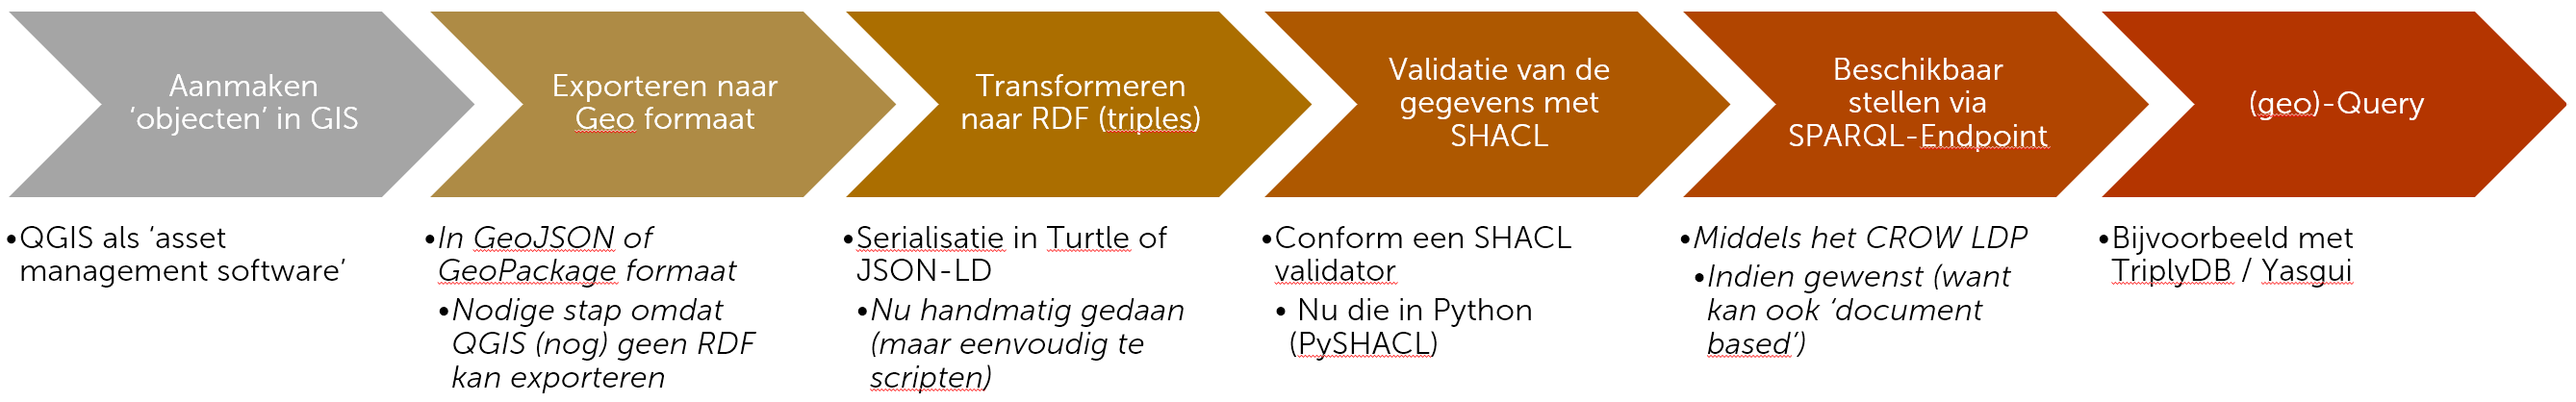 Aanmaken
‘objecten’ in GIS
Exporteren naar
Geo formaat
Transformeren
naar RDF (triples)
Validatie van de
gegevens met
SHACL
Beschikbaar
stellen via
SPARQL-Endpoint
(geo)-Query
•QGIS als ‘asset
management software’
•In GeoJSON of
GeoPackage formaat
•Nodige stap omdat
QGIS (nog) geen RDF
kan exporteren
•Serialisatie in Turtle of
JSON-LD
•Nu handmatig gedaan
(maar eenvoudig te
scripten)
•Conform een SHACL
validator
• Nu die in Python
(PySHACL)
•Middels het CROW LDP
•Indien gewenst (want
kan ook ‘document
based’)
•Bijvoorbeeld met
TriplyDB / Yasgui